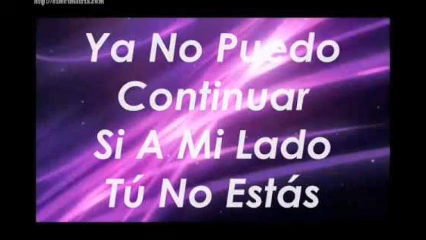 Ya No Puedo
Continuar
Si A Mi Lado
Tú No Estás